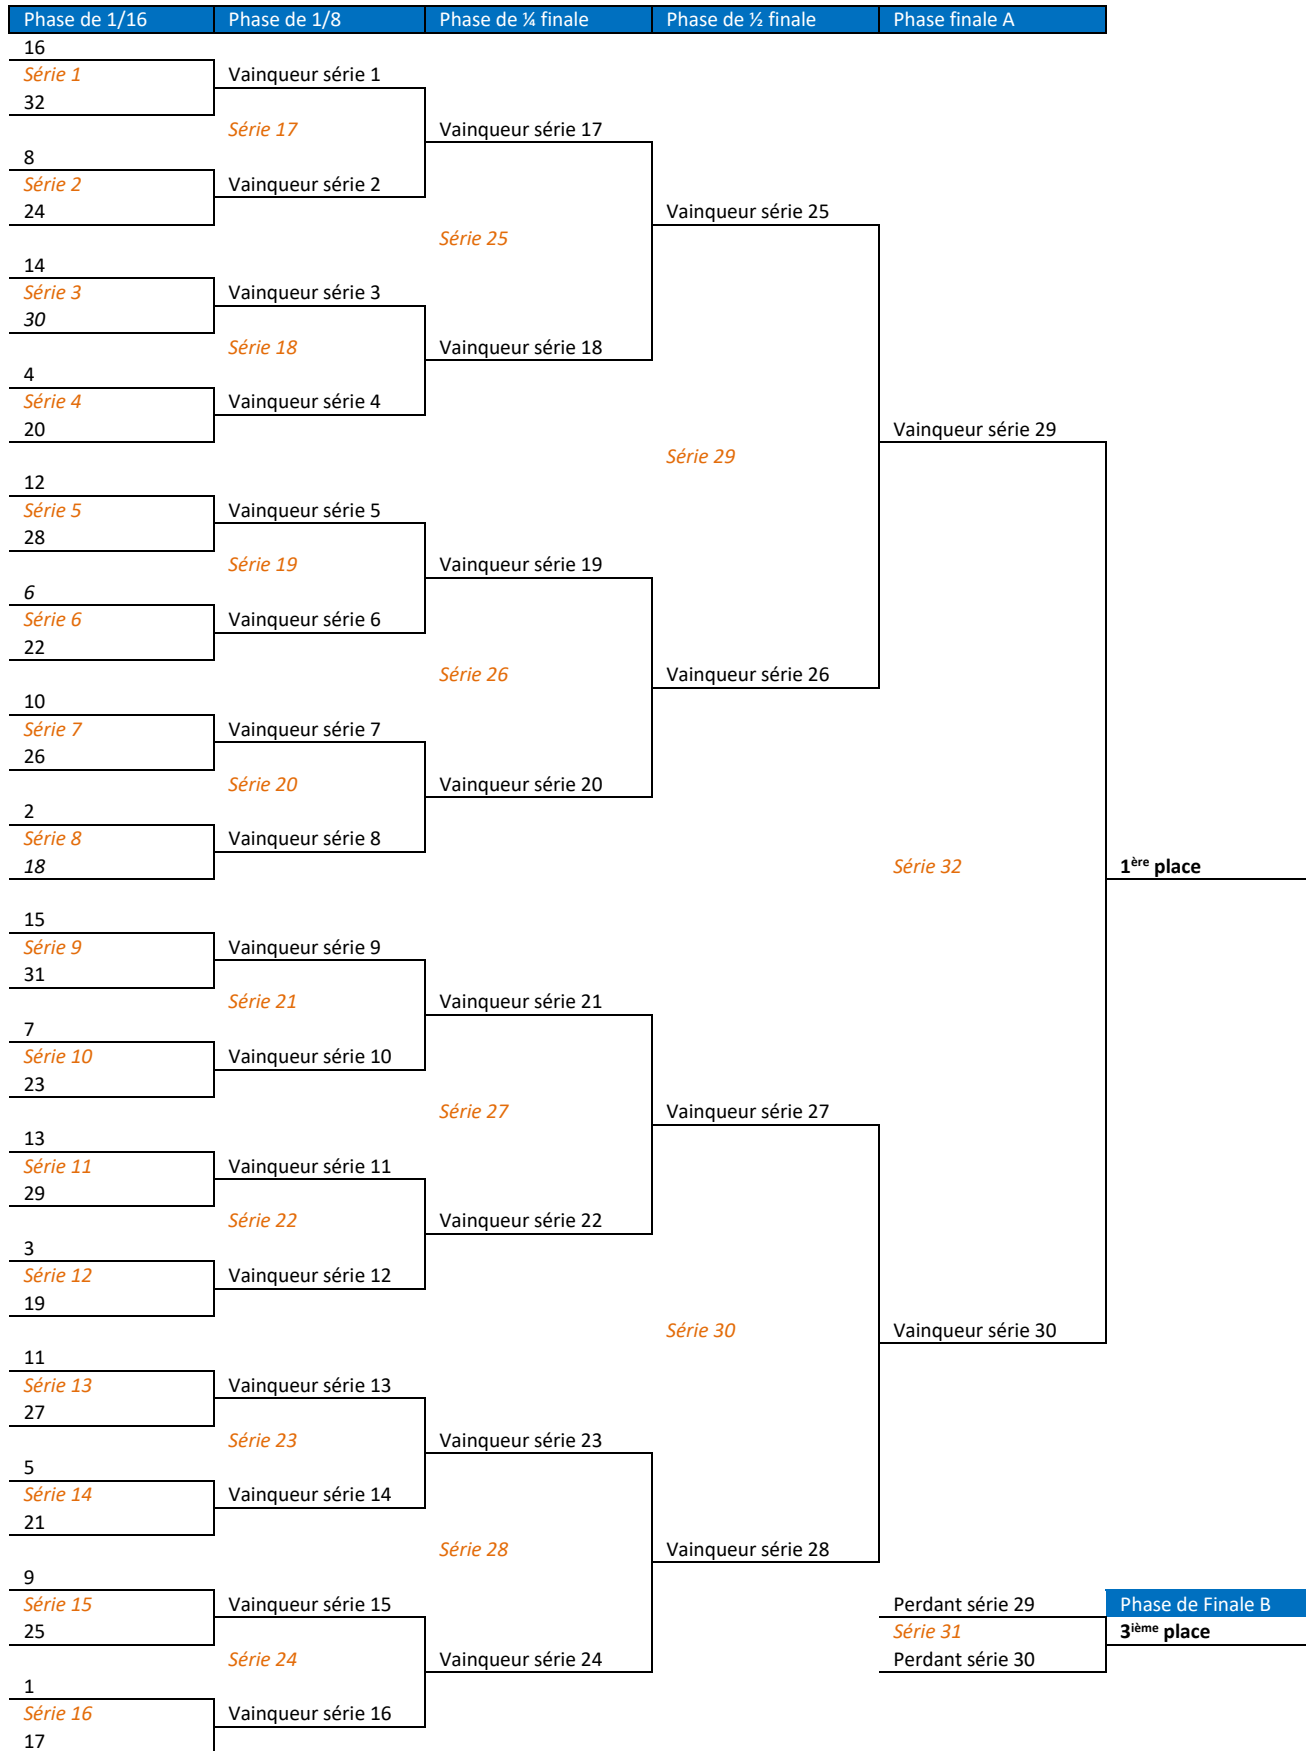 Phase de 1/16 Phase de 1/8 Phase de ¼ finale Phase de ½ finale Phase finale A
16
Série 1 Vainqueur série 1
32
Série 17 Vainqueur série 17
8
Série 2 Vainqueur série 2
24 Vainqueur série 25
Série 25
14
Série 3 Vainqueur série 3
30
Série 18 Vainqueur série 18
4
Série 4 Vainqueur série 4
20 Vainqueur série 29
Série 29
12
Série 5 Vainqueur série 5
28
Série 19 Vainqueur série 19
6
Série 6 Vainqueur série 6
22
Série 26 Vainqueur série 26
10
Série 7 Vainqueur série 7
26
Série 20 Vainqueur série 20
2
Série 8 Vainqueur série 8
18 Série 32 1ère place
15
Série 9 Vainqueur série 9
31
Série 21 Vainqueur série 21
7
Série 10 Vainqueur série 10
23
Série 27 Vainqueur série 27
13
Série 11 Vainqueur série 11
29
Série 22 Vainqueur série 22
3
Série 12 Vainqueur série 12
19
Série 30 Vainqueur série 30
11
Série 13 Vainqueur série 13
27
Série 23 Vainqueur série 23
5
Série 14 Vainqueur série 14
21
Série 28 Vainqueur série 28
9
Série 15 Vainqueur série 15 Perdant série 29 Phase de Finale B
25 Série 31 3ième place
Série 24 Vainqueur série 24 Perdant série 30
1
Série 16 Vainqueur série 16
17